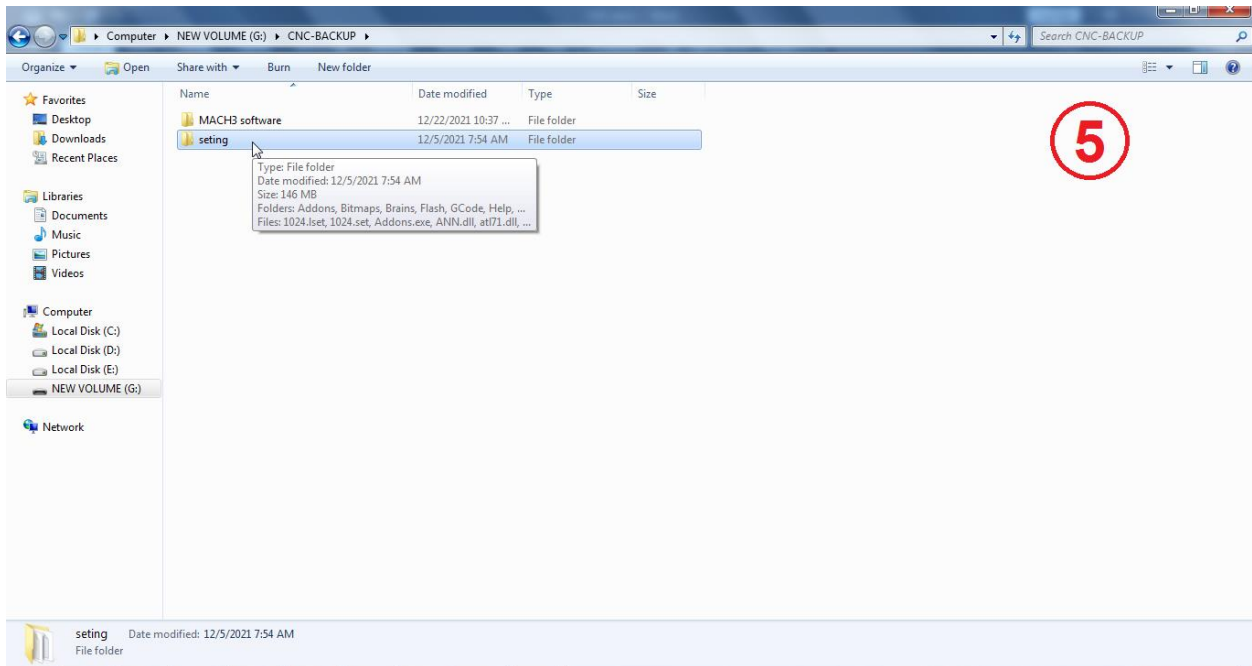 Computer ▸ NEW VOLUME (G:) ▸ CNC-BACKUP ▸
Search CNC-BACKUP
Organize Open Share with Burn New folder
Name Date modified Type Size
MACH3 software 12/22/2021 10:37 ... File folder
seting 12/5/2021 7:54 AM File folder
Type: File folder
Date modified: 12/5/2021 7:54 AM
Size: 146 MB
Folders: Addons, Bitmaps, Brains, Flash, GCode, Help, ...
Files: 1024.lset, 1024.set, Addons.exe, ANN.dll, atl71.dll, ...
5
Favorites
Desktop
Downloads
Recent Places
Libraries
Documents
Music
Pictures
Videos
Computer
Local Disk (C:)
Local Disk (D:)
Local Disk (E:)
NEW VOLUME (G:)
Network
seting Date modified: 12/5/2021 7:54 AM
File folder